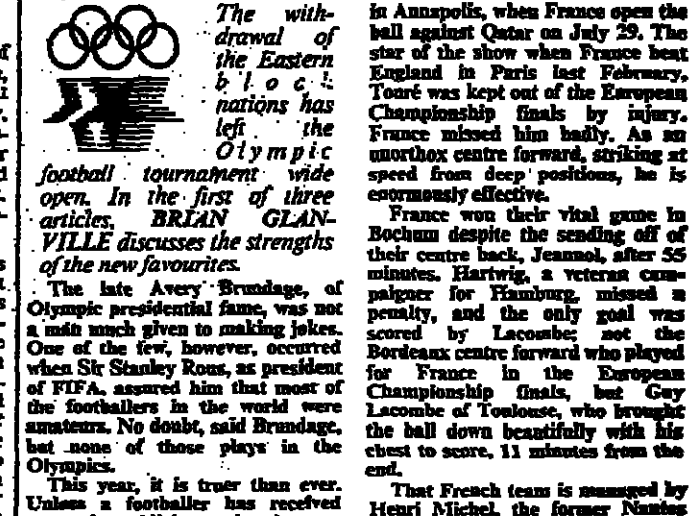 The with-
drawal of
the Eastern
bloc
nations has
left the
Olympic
football tournament wide
open. In the first of three
articles, BRIAN GLAN-
VILLE discusses the strengths
of the new favourites.
The late Avery Brundage, of
Olympic presidential fame, was not
a man much given to making jokes.
One of the few, however, occurred
when Sir Stanley Rous, as president
of FIFA, assured him that most of
the footballers in the world were
amateurs. No doubt, said Brundage,
but none of those plays in the
Olympics.
This year, it is truer than ever.
Unless a footballer has received
in Annapolis, when France open the
ball against Qatar on July 29. The
star of the show when France beat
England in Paris last February,
Touré was kept out of the European
Championship finals by injury.
France missed him badly. As an
unorthox centre forward, striking at
speed from deep positions, he is
enormously effective.
France won their vital game in
Bochum despite the sending off of
their centre back, Jeannol, after 55
minutes. Hartwig, a veteran cam-
paigner for Hamburg, missed a
penalty, and the only goal was
scored by Lacombe; not the
Bordeaux centre forward who played
for France in the European
Championship finals, but Guy
Lacombe of Toulouse, who brought
the ball down beautifully with his
chest to score, 11 minutes from the
end.
That French team is managed by
Henri Michel, the former Nantes